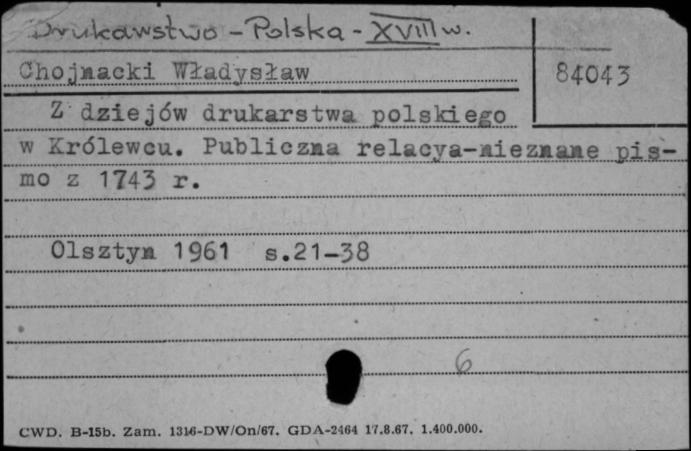 Drukarstwo - Polska - XVIII w.
Chojnacki Władysław
84043
Z dziejów drukarstwa polskiego
w Królewcu. Publiczna relacya-nieznane pis-
mo z 1743 r.
Olsztyn 1961 s.21-38
6
CWD. B-15b. Zam. 1316-DW/On/67. GDA-2464 17.8.67. 1.400.000.